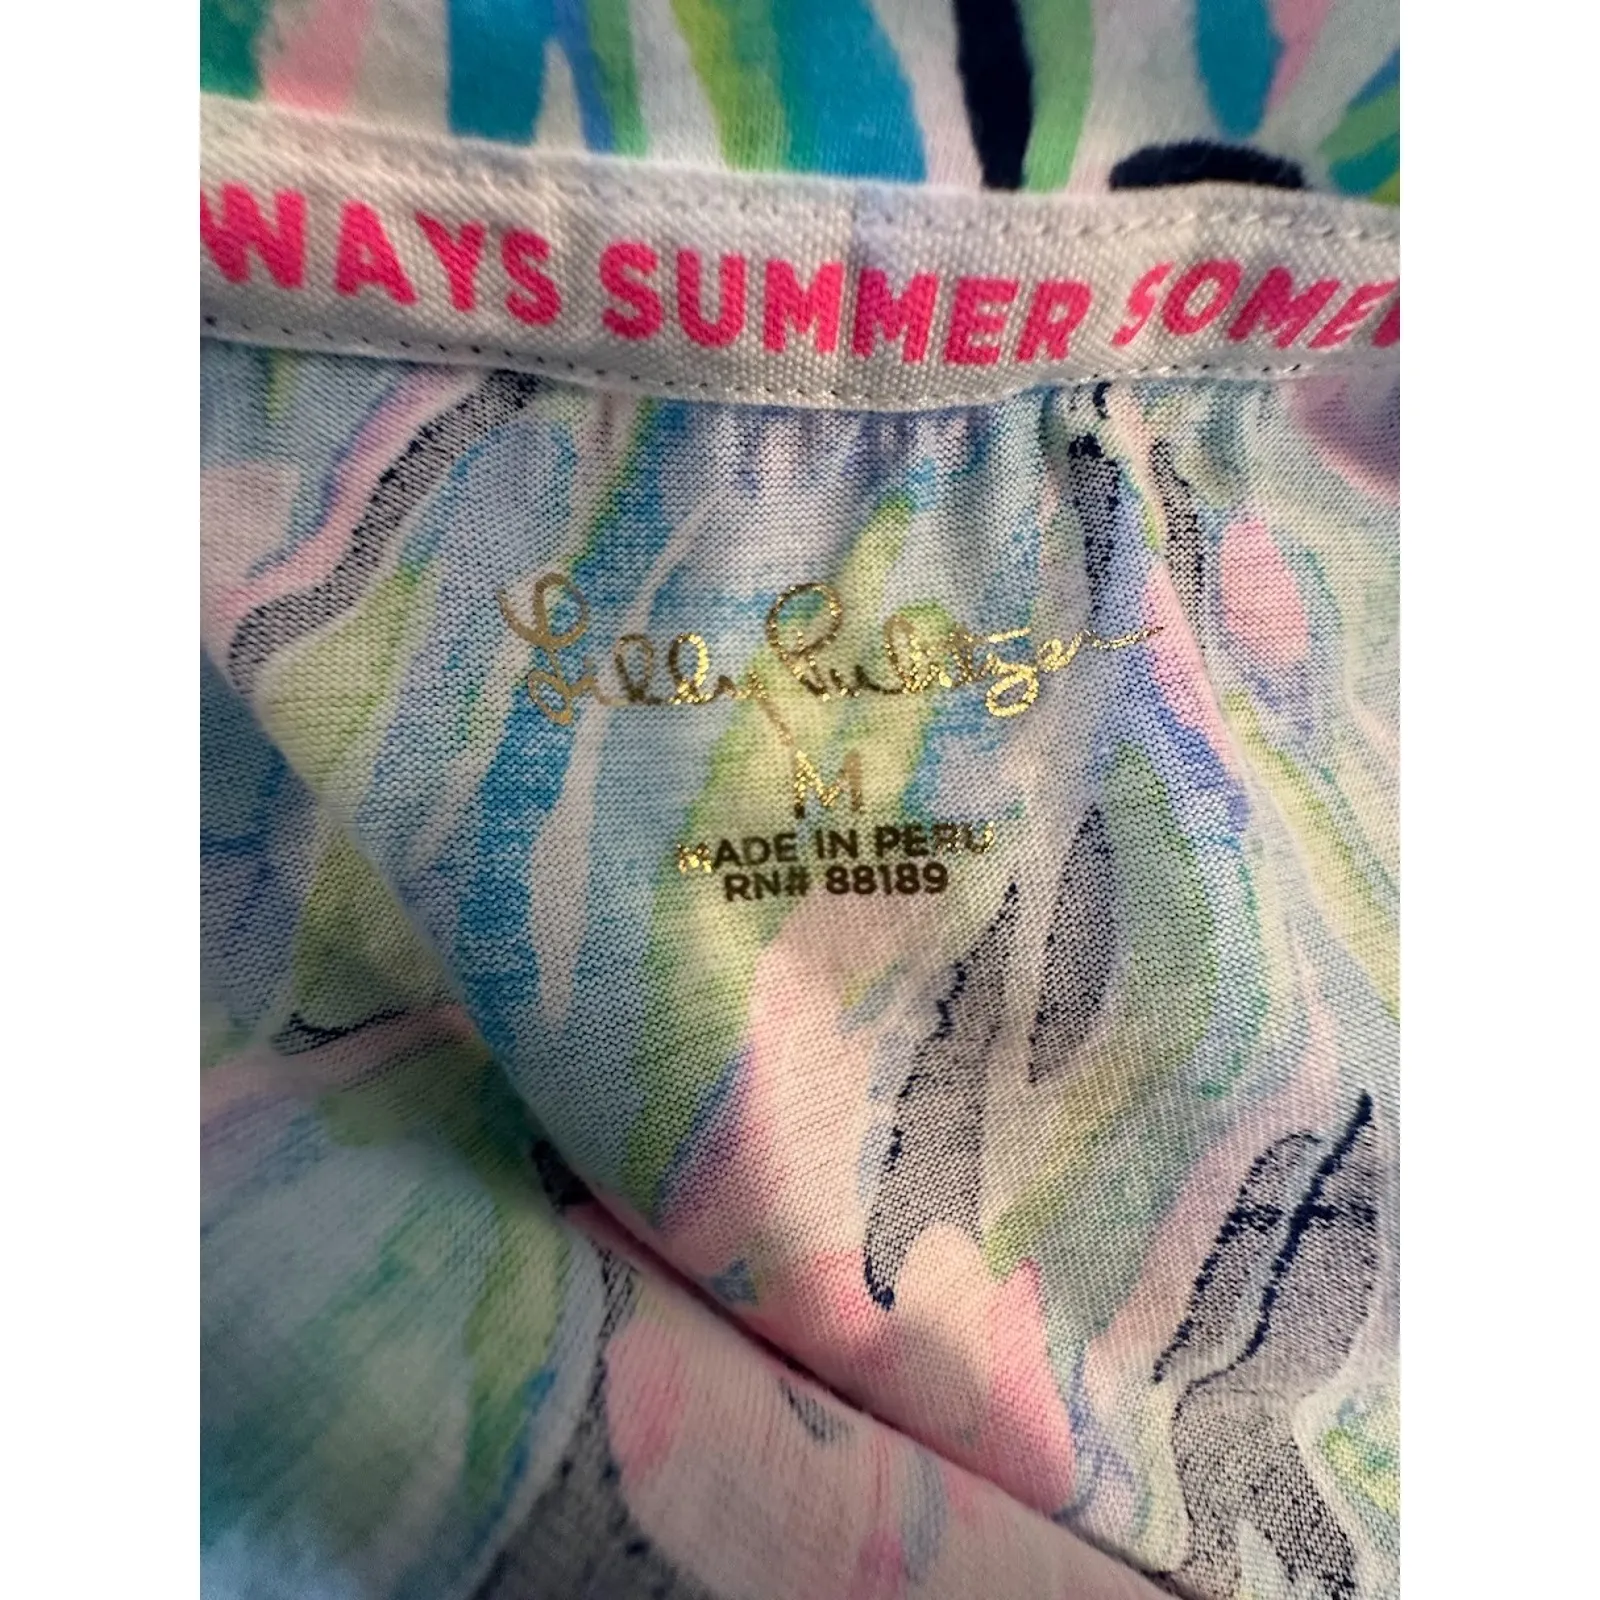 WAYS SUMMER SOME
Lilly Pulitzer
M
MADE IN PERU
RN# 88189